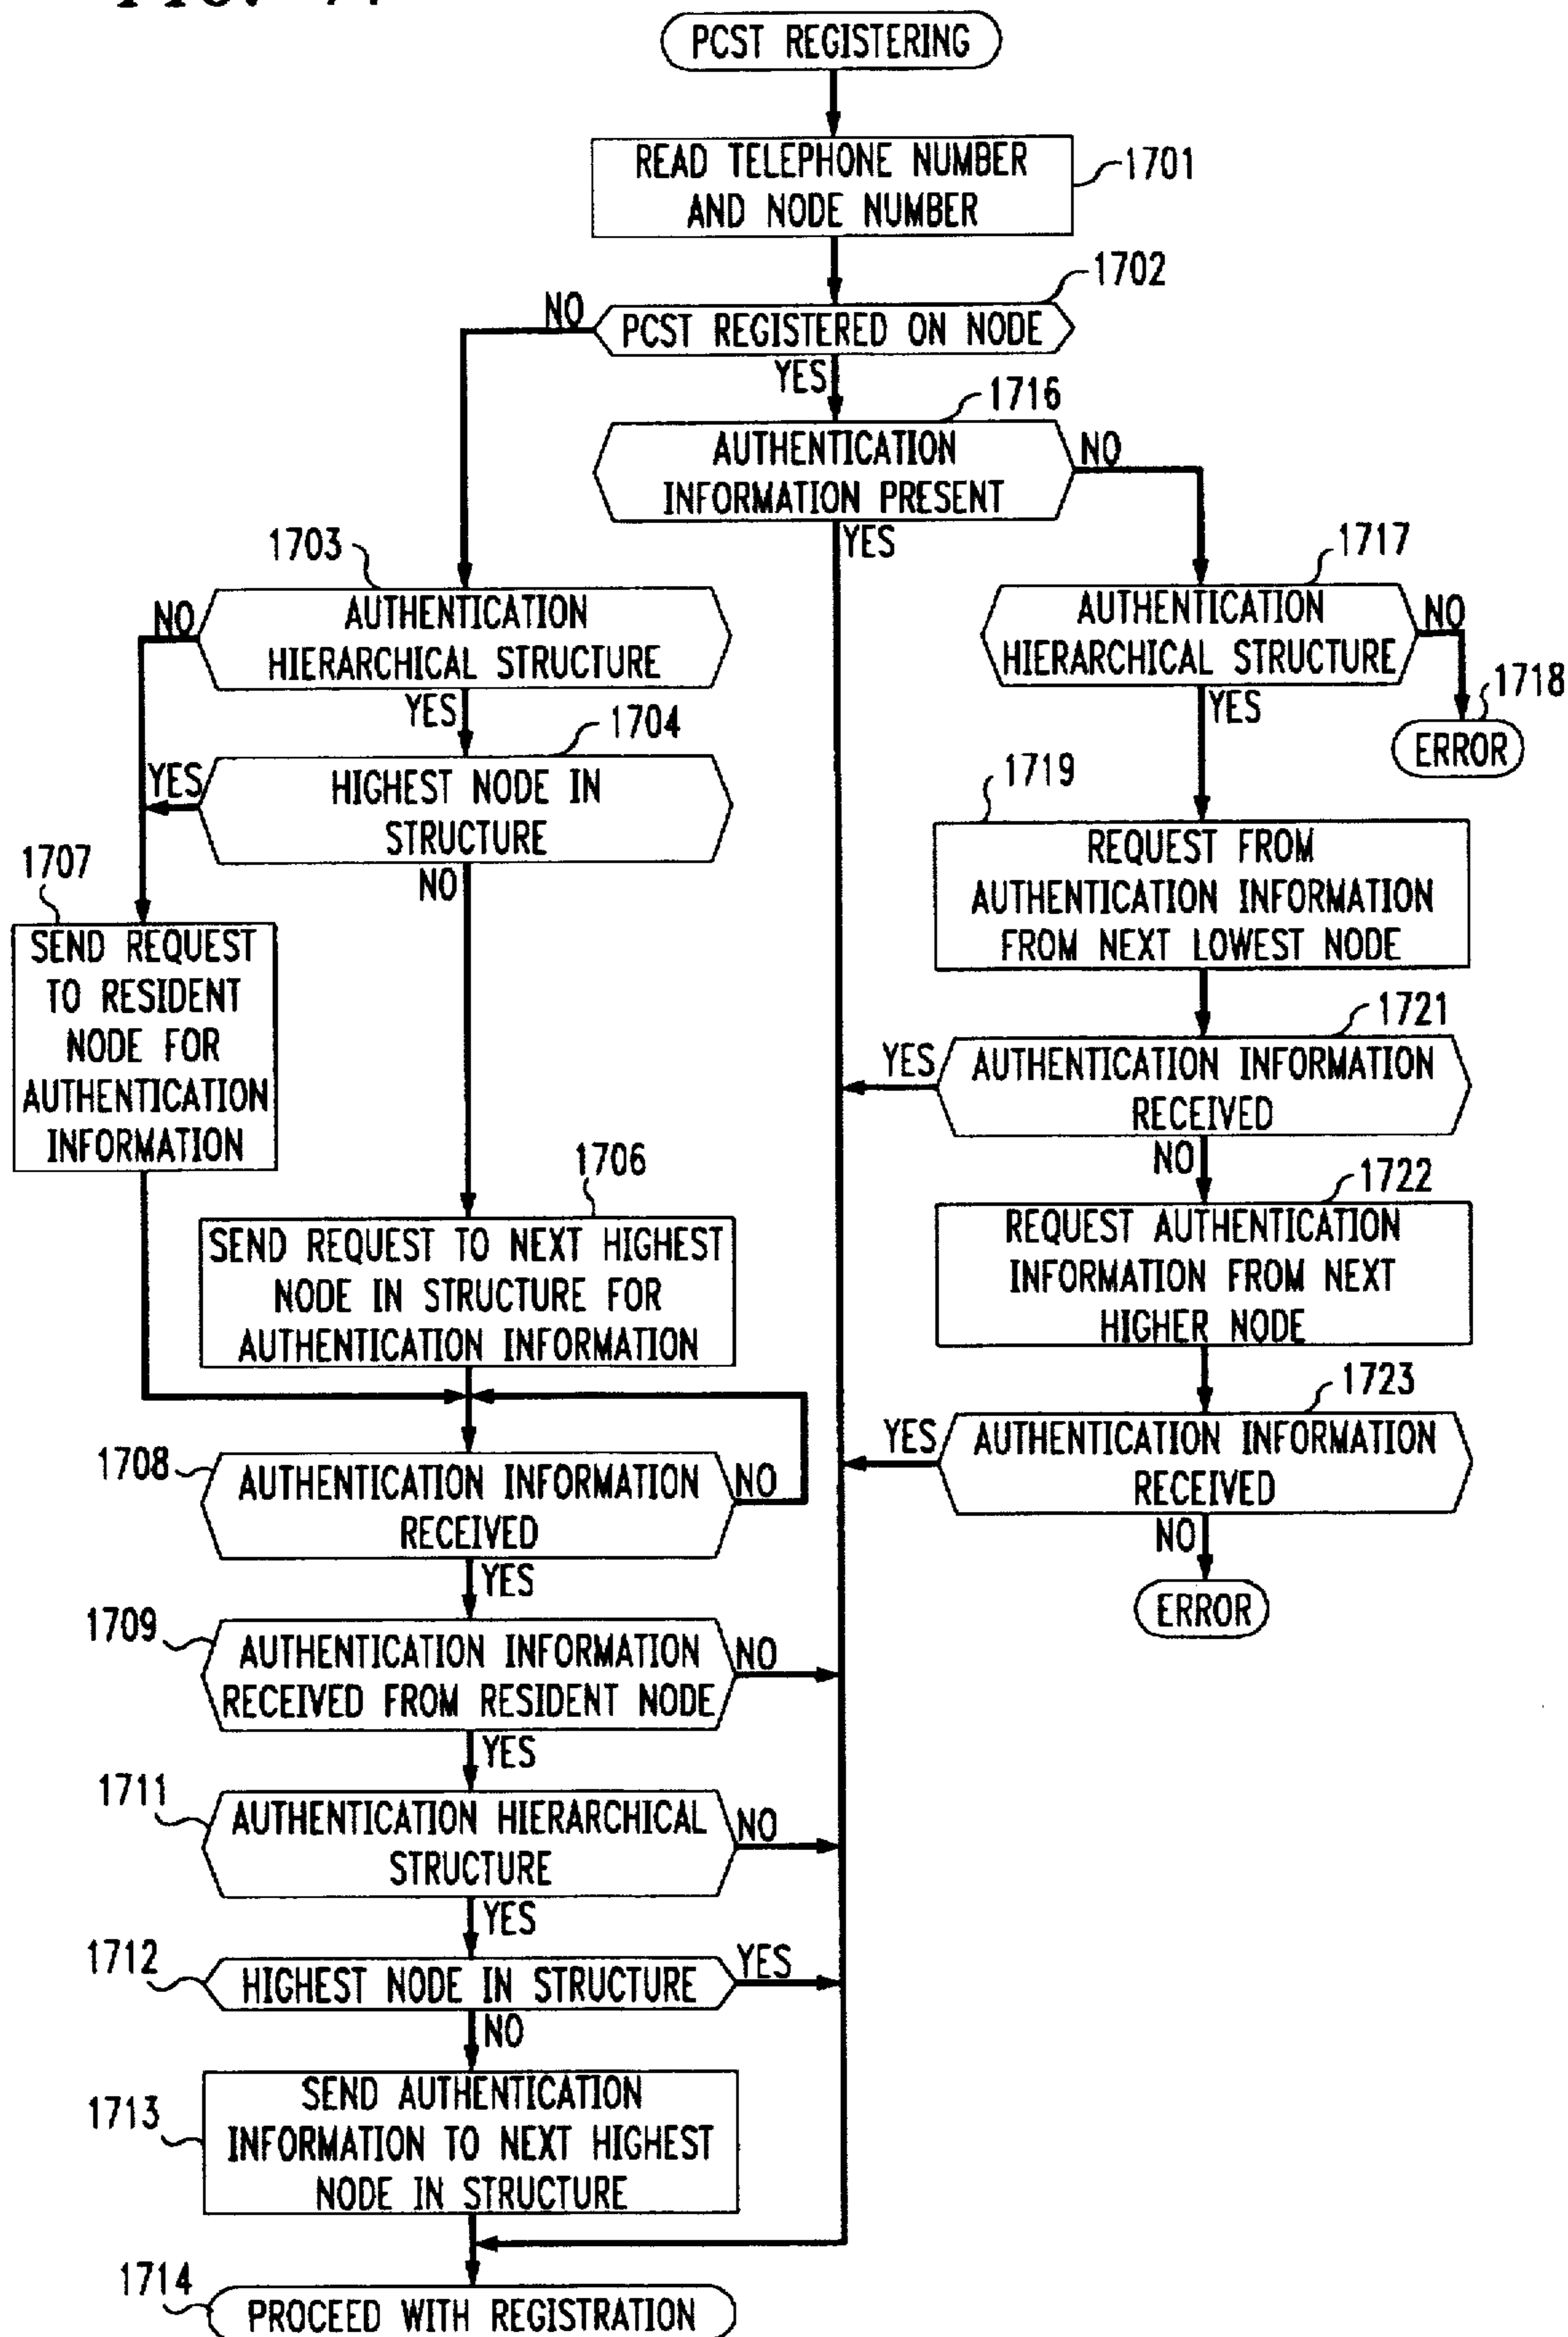 PCST REGISTERING
READ TELEPHONE NUMBER
AND NODE NUMBER
1701
1702
NO
PCST REGISTERED ON NODE
YES
1716
AUTHENTICATION
INFORMATION PRESENT
NO
YES
1703
AUTHENTICATION
HIERARCHICAL STRUCTURE
NO
YES
1717
AUTHENTICATION
HIERARCHICAL STRUCTURE
NO
YES
1718
ERROR
1704
HIGHEST NODE IN
STRUCTURE
YES
NO
1719
REQUEST FROM
AUTHENTICATION INFORMATION
FROM NEXT LOWEST NODE
1707
SEND REQUEST
TO RESIDENT
NODE FOR
AUTHENTICATION
INFORMATION
1721
YES
AUTHENTICATION INFORMATION
RECEIVED
NO
1706
SEND REQUEST TO NEXT HIGHEST
NODE IN STRUCTURE FOR
AUTHENTICATION INFORMATION
1722
REQUEST AUTHENTICATION
INFORMATION FROM NEXT
HIGHER NODE
1723
YES
AUTHENTICATION INFORMATION
RECEIVED
NO
ERROR
1708
AUTHENTICATION INFORMATION
RECEIVED
NO
YES
1709
AUTHENTICATION INFORMATION
RECEIVED FROM RESIDENT NODE
NO
YES
1711
AUTHENTICATION HIERARCHICAL
STRUCTURE
NO
YES
1712
HIGHEST NODE IN STRUCTURE
YES
NO
1713
SEND AUTHENTICATION
INFORMATION TO NEXT HIGHEST
NODE IN STRUCTURE
1714
PROCEED WITH REGISTRATION